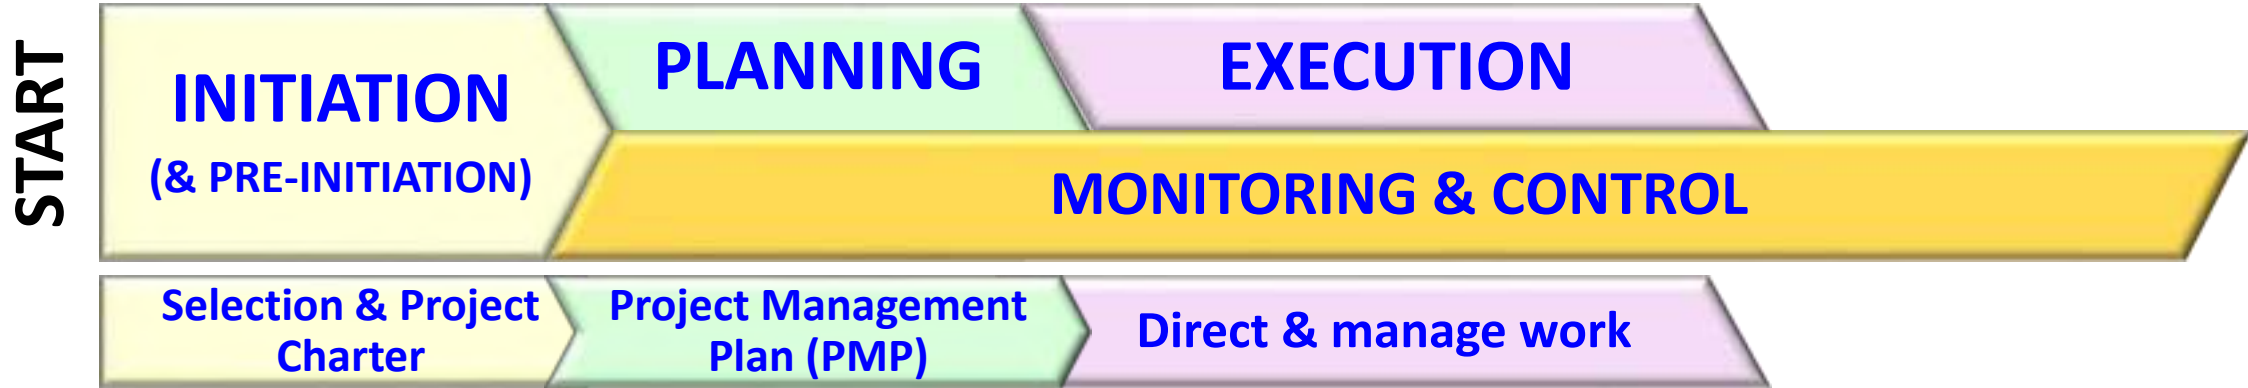 START
INITIATION
(& PRE-INITIATION)
PLANNING
EXECUTION
MONITORING & CONTROL
Selection & Project
Charter
Project Management
Plan (PMP)
Direct & manage work